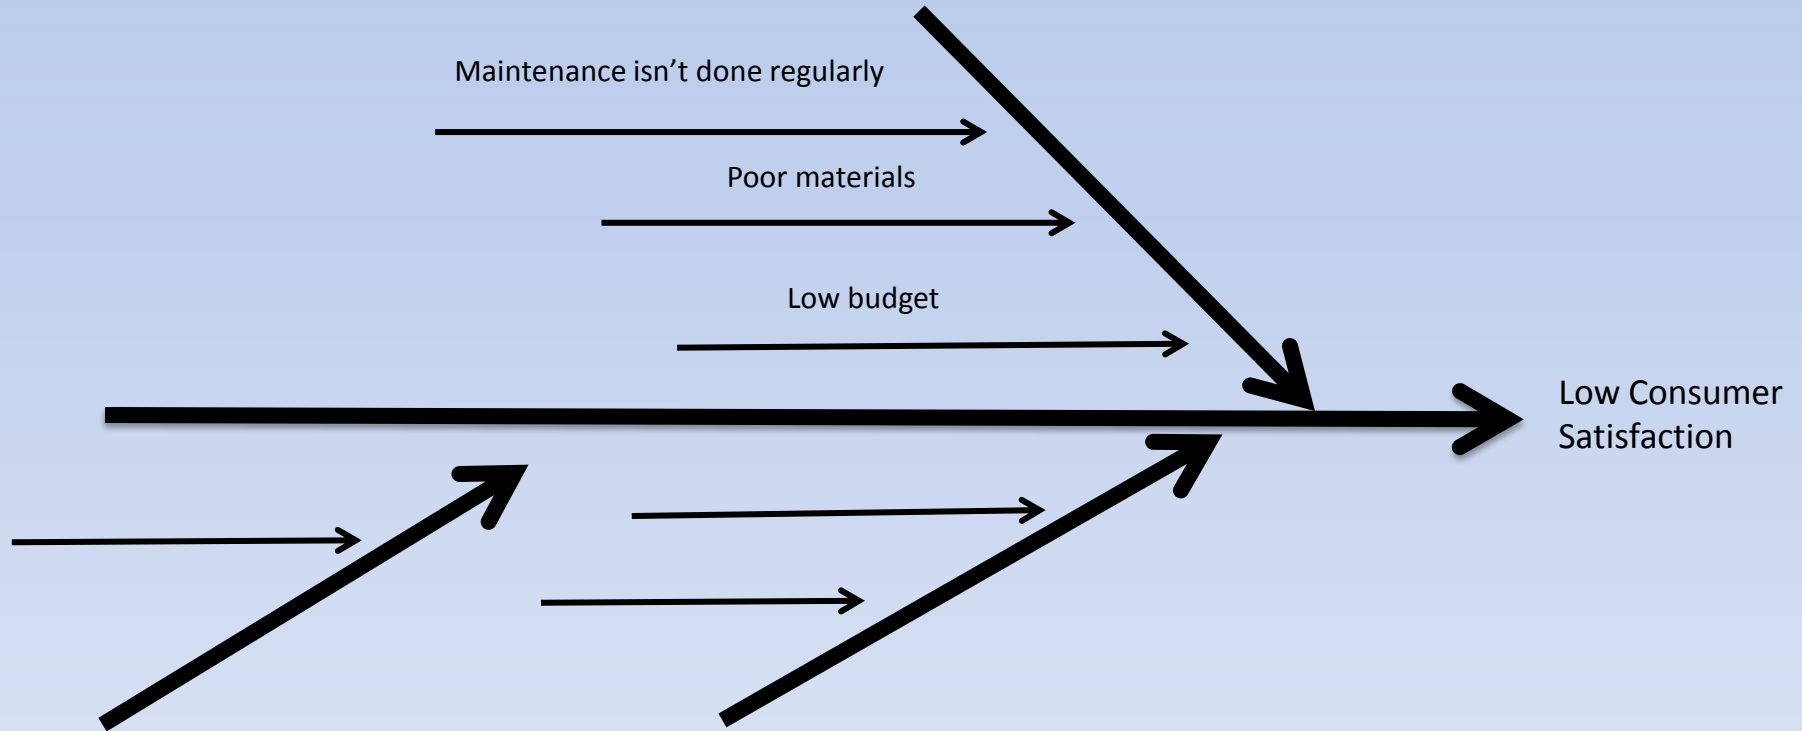 Maintenance isn’t done regularly
Poor materials
Low budget
Low Consumer
Satisfaction